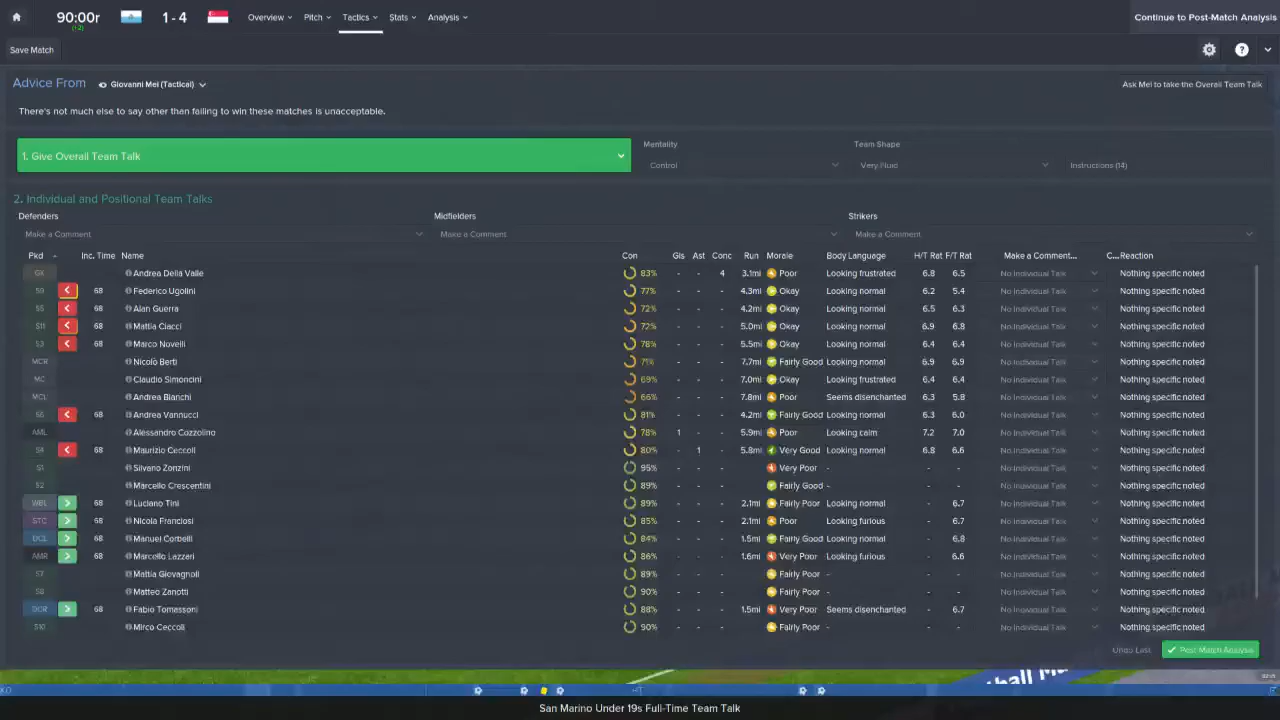 90:00r 1 - 4 Overview Pitch Tactics Stats Analysis Continue to Post-Match Analysis
(+2)
Save Match
Advice From Giovanni Mei (Tactical) Ask Mei to take the Overall Team Talk
There's not much else to say other than failing to win these matches is unacceptable.
1. Give Overall Team Talk
Mentality Team Shape
Control Very Fluid Instructions (14)
2. Individual and Positional Team Talks
Defenders Midfielders Strikers
Make a Comment Make a Comment Make a Comment
Pkd Inc. Time Name Con Gls Ast Conc Run Morale Body Language H/T Rat F/T Rat Make a Comment... C... Reaction
GK Andrea Della Valle 83% - - 4 3.1mi Poor Looking frustrated 6.8 6.5 No Individual Talk Nothing specific noted
S9 68 Federico Ugolini 77% - - - 4.3mi Okay Looking normal 6.2 5.4 No Individual Talk Nothing specific noted
S5 68 Alan Guerra 72% - - - 4.2mi Okay Looking normal 6.5 6.3 No Individual Talk Nothing specific noted
S11 68 Mattia Ciacci 72% - - - 5.0mi Okay Looking normal 6.9 6.8 No Individual Talk Nothing specific noted
S3 68 Marco Novelli 78% - - - 5.5mi Okay Looking normal 6.4 6.4 No Individual Talk Nothing specific noted
MCR Nicolò Berti 71% - - - 7.7mi Fairly Good Looking normal 6.9 6.9 No Individual Talk Nothing specific noted
MC Claudio Simoncini 69% - - - 7.0mi Okay Looking frustrated 6.4 6.4 No Individual Talk Nothing specific noted
MCL Andrea Bianchi 66% - - - 7.8mi Poor Seems disenchanted 6.3 5.8 No Individual Talk Nothing specific noted
S6 68 Andrea Vannucci 81% - - - 4.2mi Fairly Good Looking normal 6.3 6.0 No Individual Talk Nothing specific noted
AML Alessandro Cozzolino 78% 1 - - 5.9mi Poor Looking calm 7.2 7.0 No Individual Talk Nothing specific noted
S4 68 Maurizio Ceccoli 80% - 1 - 5.8mi Very Good Looking normal 6.8 6.6 No Individual Talk Nothing specific noted
S1 Silvano Zonzini 95% - - - Very Poor - - - No Individual Talk Nothing specific noted
S2 Marcello Crescentini 89% - - - Fairly Good - - - No Individual Talk Nothing specific noted
WBL 68 Luciano Tini 89% - - - 2.1mi Fairly Poor Looking normal - 6.7 No Individual Talk Nothing specific noted
STC 68 Nicola Franciosi 85% - - - 2.1mi Poor Looking furious - 6.7 No Individual Talk Nothing specific noted
DCL 68 Manuel Corbelli 84% - - - 1.5mi Fairly Good Looking normal - 6.8 No Individual Talk Nothing specific noted
AMR 68 Marcello Lazzari 86% - - - 1.6mi Very Poor Looking furious - 6.6 No Individual Talk Nothing specific noted
S7 Mattia Giovagnoli 89% - - - Fairly Poor - - - No Individual Talk Nothing specific noted
S8 Matteo Zanotti 90% - - - Fairly Poor - - - No Individual Talk Nothing specific noted
DCR 68 Fabio Tomassoni 88% - - - 1.5mi Very Poor Seems disenchanted - 6.7 No Individual Talk Nothing specific noted
S10 Mirco Ceccoli 90% - - - Fairly Poor - - - No Individual Talk Nothing specific noted
Undo Last Post-Match Analysis
K.O HT
San Marino Under 19s Full-Time Team Talk